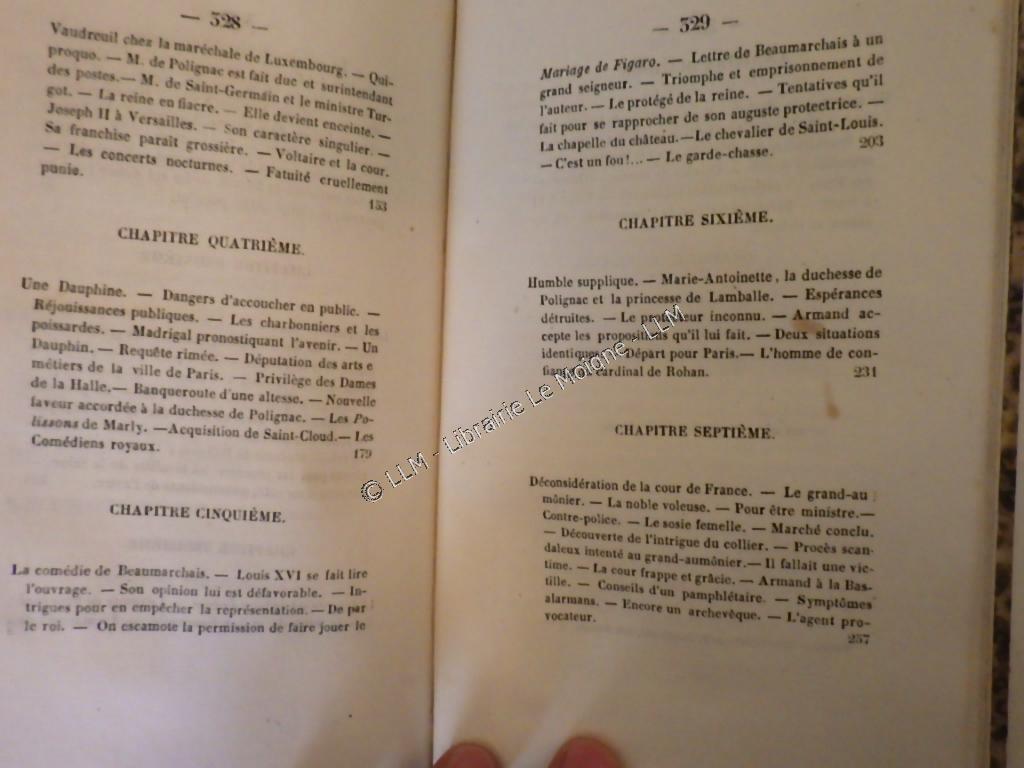 — 328 —
Vaudreuil chez la maréchale de Luxembourg. — Qui-
proquo. — M. de Polignac est fait duc et surintendant
des postes. — M. de Saint-Germain et le ministre Tur-
got. — La reine en fiacre. — Elle devient enceinte. —
Joseph II à Versailles. — Son caractère singulier. —
Sa franchise paraît grossière. — Voltaire et la cour.
— Les concerts nocturnes. — Fatuité cruellement
punie.
153
CHAPITRE QUATRIÈME.
Une Dauphine. — Dangers d'accoucher en public. —
Réjouissances publiques. — Les charbonniers et les
poissardes. — Madrigal pronostiquant l'avenir. — Un
Dauphin. — Requête rimée. — Députation des arts e
métiers de la ville de Paris. — Privilège des Dames
de la Halle. — Banqueroute d'une altesse. — Nouvelle
faveur accordée à la duchesse de Polignac. — Les Po-
lissons de Marly. — Acquisition de Saint-Cloud. — Les
Comédiens royaux. 179
CHAPITRE CINQUIÈME.
La comédie de Beaumarchais. — Louis XVI se fait lire
l'ouvrage. — Son opinion lui est défavorable. — In-
trigues pour en empêcher la représentation. — De par
le roi. — On escamote la permission de faire jouer le
— 329 —
Mariage de Figaro. — Lettre de Beaumarchais à un
grand seigneur. — Triomphe et emprisonnement de
l'auteur. — Le protégé de la reine. — Tentatives qu'il
fait pour se rapprocher de son auguste protectrice. —
La chapelle du château. — Le chevalier de Saint-Louis.
— C'est un fou!... — Le garde-chasse. 203
CHAPITRE SIXIÈME.
Humble supplique. — Marie-Antoinette, la duchesse de
Polignac et la princesse de Lamballe. — Espérances
détruites. — Le protecteur inconnu. — Armand ac-
cepte les propositions qu'il lui fait. — Deux situations
identiques. — Départ pour Paris. — L'homme de con-
fiance du cardinal de Rohan. 231
CHAPITRE SEPTIÈME.
Déconsidération de la cour de France. — Le grand-au
mônier. — La noble voleuse. — Pour être ministre. —
Contre-police. — Le sosie femelle. — Marché conclu.
— Découverte de l'intrigue du collier. — Procès scan-
daleux intenté au grand-aumônier. — Il fallait une vic-
time. — La cour frappe et grâcie. — Armand à la Bas-
tille. — Conseils d'un pamphlétaire. — Symptômes
alarmans. — Encore un archevêque. — L'agent pro-
vocateur.
257
© LLM - Librairie Le Moigne - LLM